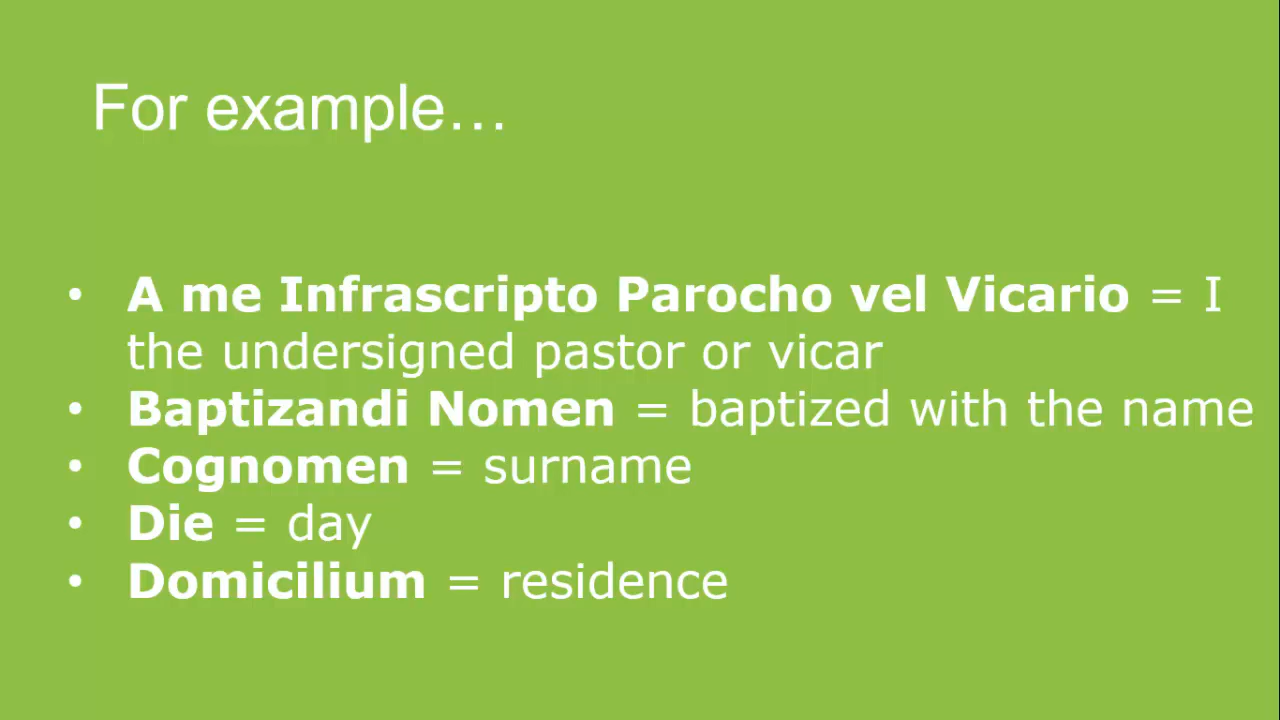 For example…
• A me Infrascripto Parocho vel Vicario = I
the undersigned pastor or vicar
• Baptizandi Nomen = baptized with the name
• Cognomen = surname
• Die = day
• Domicilium = residence